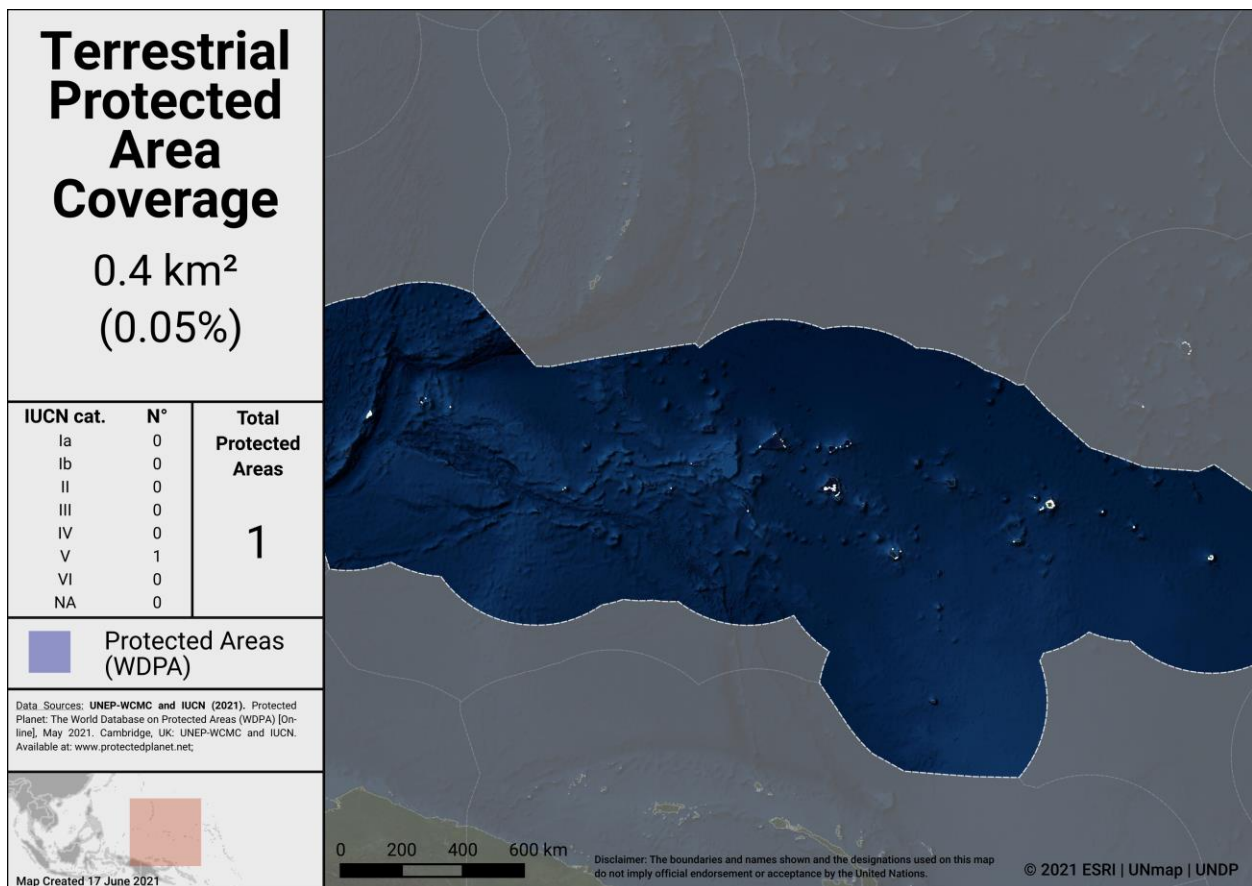 Terrestrial
Protected
Area
Coverage
0.4 km²
(0.05%)
IUCN cat. N°
Ia 0
Ib 0
II 0
III 0
IV 0
V 1
VI 0
NA 0
Total
Protected
Areas
1
Protected Areas
(WDPA)
Data Sources: UNEP-WCMC and IUCN (2021). Protected
Planet: The World Database on Protected Areas (WDPA) [On-
line], May 2021. Cambridge, UK: UNEP-WCMC and IUCN.
Available at: www.protectedplanet.net;
Map Created 17 June 2021
0 200 400 600 km
Disclaimer: The boundaries and names shown and the designations used on this map
do not imply official endorsement or acceptance by the United Nations.
© 2021 ESRI | UNmap | UNDP